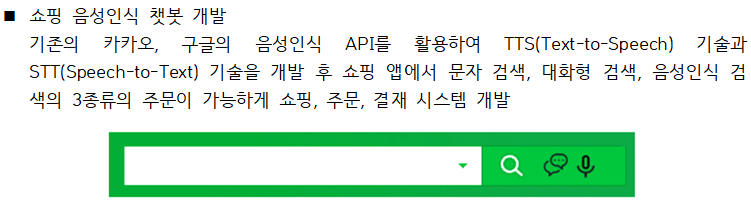 ■ 쇼핑 음성인식 챗봇 개발
기존의 카카오, 구글의 음성인식 API를 활용하여 TTS(Text-to-Speech) 기술과
STT(Speech-to-Text) 기술을 개발 후 쇼핑 앱에서 문자 검색, 대화형 검색, 음성인식 검
색의 3종류의 주문이 가능하게 쇼핑, 주문, 결재 시스템 개발